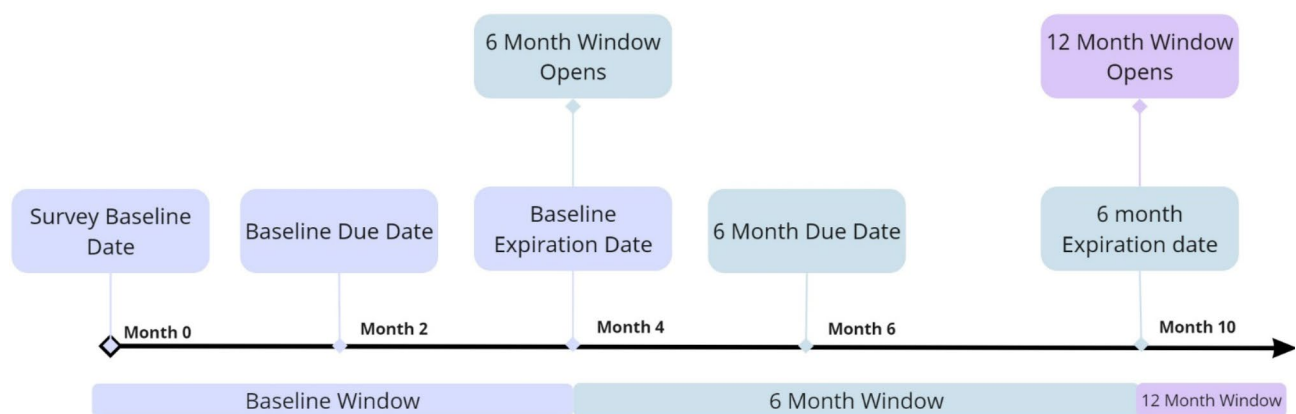 6 Month Window
Opens
12 Month Window
Opens
Survey Baseline
Date
Baseline Due Date
Baseline
Expiration Date
6 Month Due Date
6 month
Expiration date
Month 0
Month 2
Month 4
Month 6
Month 10
Baseline Window
6 Month Window
12 Month Window